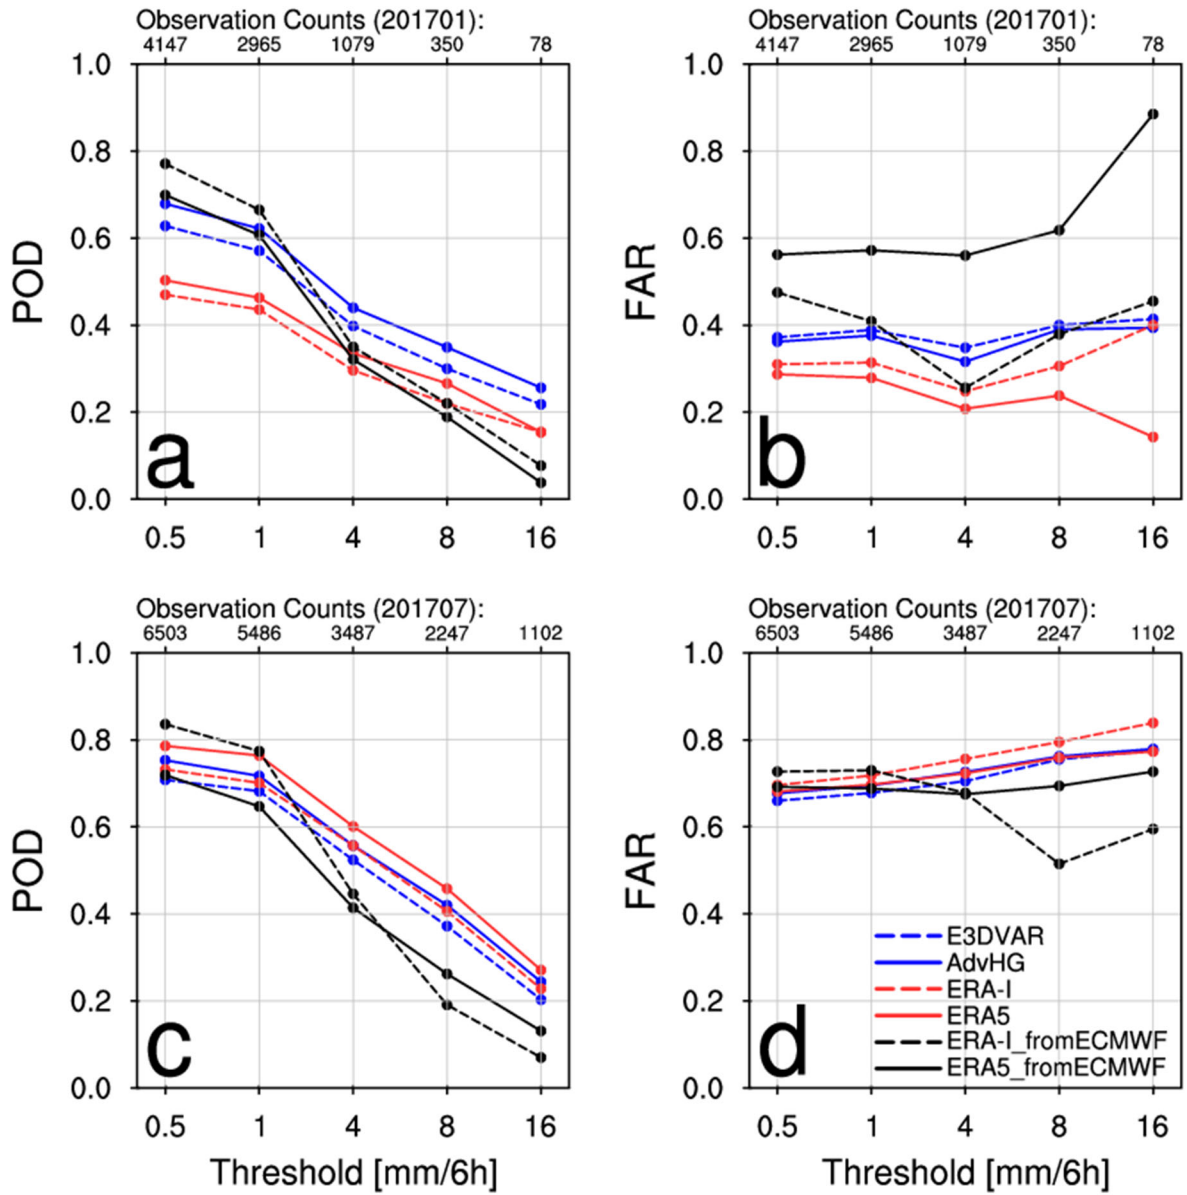 Observation Counts (201701):
4147 2965 1079 350 78
1.0
0.8
0.6
0.4
0.2
0.0
POD
a
0.5 1 4 8 16
Observation Counts (201701):
4147 2965 1079 350 78
1.0
0.8
0.6
0.4
0.2
0.0
FAR
b
0.5 1 4 8 16
Observation Counts (201707):
6503 5486 3487 2247 1102
1.0
0.8
0.6
0.4
0.2
0.0
POD
c
0.5 1 4 8 16
Threshold [mm/6h]
Observation Counts (201707):
6503 5486 3487 2247 1102
1.0
0.8
0.6
0.4
0.2
0.0
FAR
E3DVAR
AdvHG
ERA-I
ERA5
ERA-I_fromECMWF
ERA5_fromECMWF
d
0.5 1 4 8 16
Threshold [mm/6h]